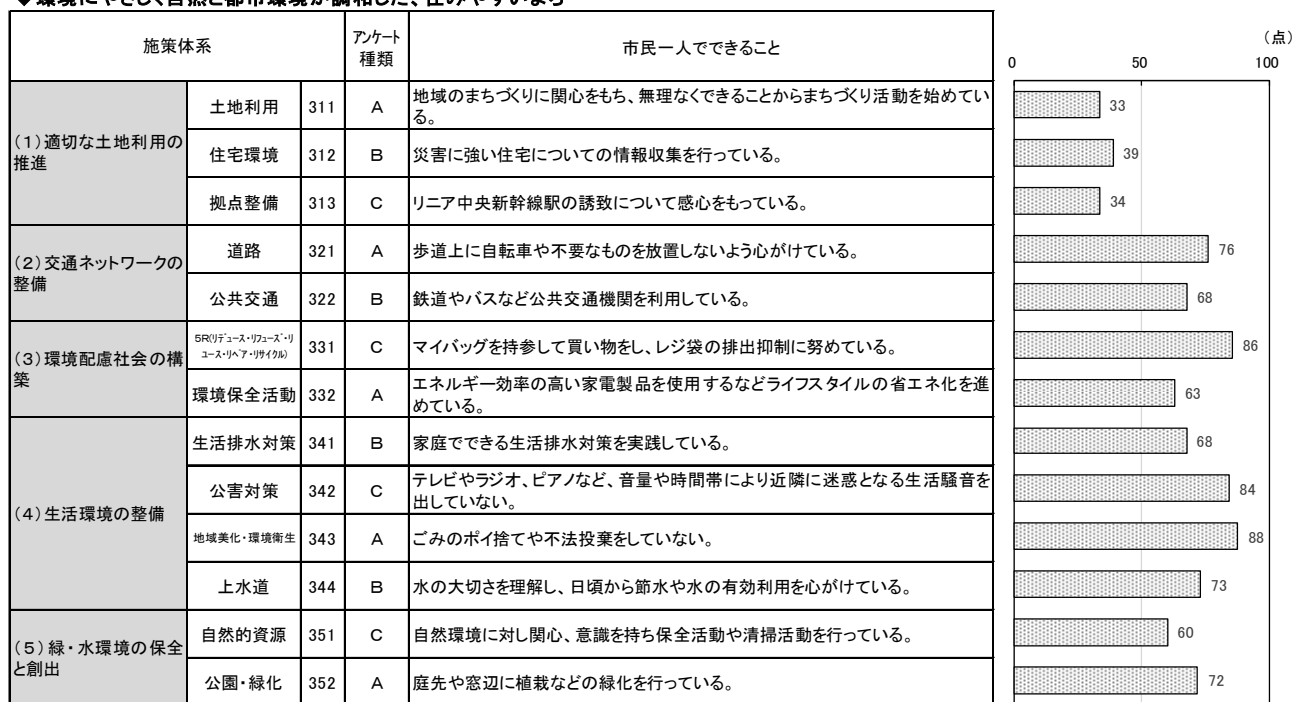 ◆環境にやさしく自然と都市環境が調和した、住みやすいまち
施策体系
アンケート
種類
市民一人でできること
(点)
0 50 100
(1)適切な土地利用の
推進
土地利用 311 A 地域のまちづくりに関心をもち、無理なくできることからまちづくり活動を始めてい
る。 33
住宅環境 312 B 災害に強い住宅についての情報収集を行っている。 39
拠点整備 313 C リニア中央新幹線駅の誘致について感心をもっている。 34
(2)交通ネットワークの
整備
道路 321 A 歩道上に自転車や不要なものを放置しないよう心がけている。 76
公共交通 322 B 鉄道やバスなど公共交通機関を利用している。 68
(3)環境配慮社会の構
築
5R(リデュース・リフューズ・リ
ユース・リペア・リサイクル) 331 C マイバッグを持参して買い物をし、レジ袋の排出抑制に努めている。 86
環境保全活動 332 A エネルギー効率の高い家電製品を使用するなどライフスタイルの省エネ化を進
めている。 63
(4)生活環境の整備
生活排水対策 341 B 家庭でできる生活排水対策を実践している。 68
公害対策 342 C テレビやラジオ、ピアノなど、音量や時間帯により近隣に迷惑となる生活騒音を
出していない。 84
地域美化・環境衛生 343 A ごみのポイ捨てや不法投棄をしていない。 88
上水道 344 B 水の大切さを理解し、日頃から節水や水の有効利用を心がけている。 73
(5)緑・水環境の保全
と創出
自然的資源 351 C 自然環境に対し関心、意識を持ち保全活動や清掃活動を行っている。 60
公園・緑化 352 A 庭先や窓辺に植栽などの緑化を行っている。 72